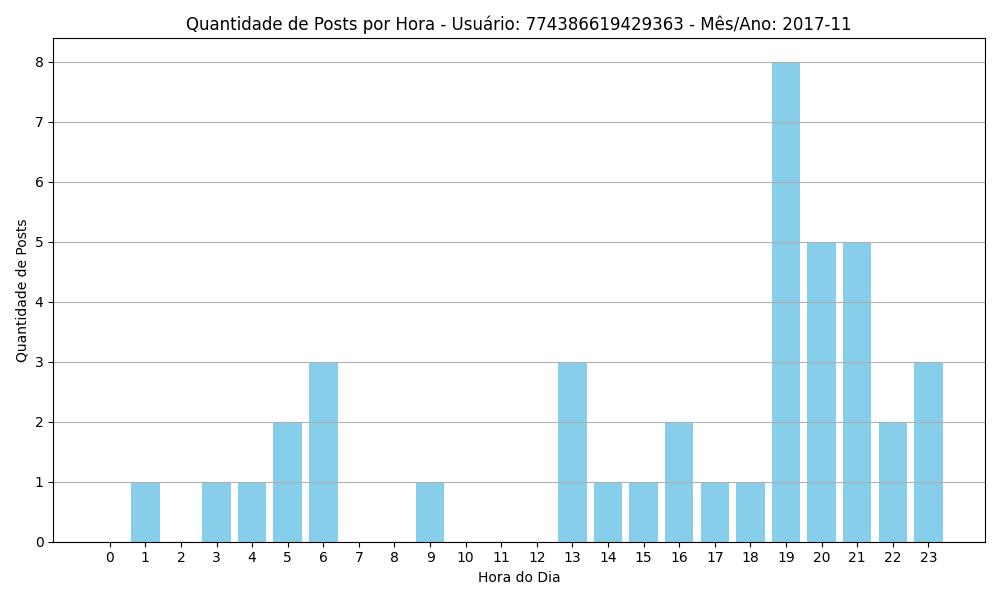 Quantidade de Posts por Hora - Usuário: 774386619429363 - Mês/Ano: 2017-11
Quantidade de Posts
8
7
6
5
4
3
2
1
0
0 1 2 3 4 5 6 7 8 9 10 11 12 13 14 15 16 17 18 19 20 21 22 23
Hora do Dia